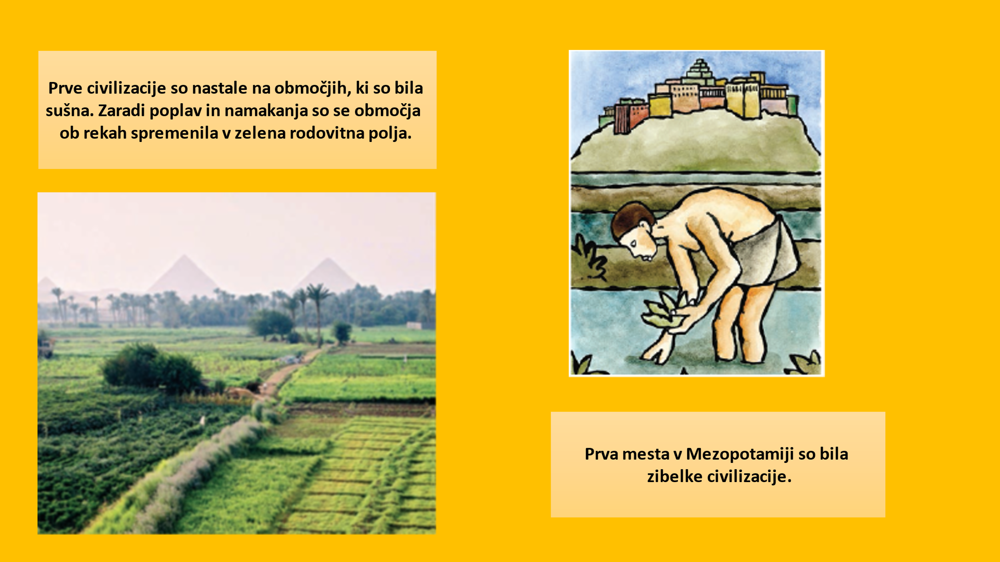 Prve civilizacije so nastale na območjih, ki so bila
sušna. Zaradi poplav in namakanja so se območja
ob rekah spremenila v zelena rodovitna polja.
Prva mesta v Mezopotamiji so bila
zibelke civilizacije.